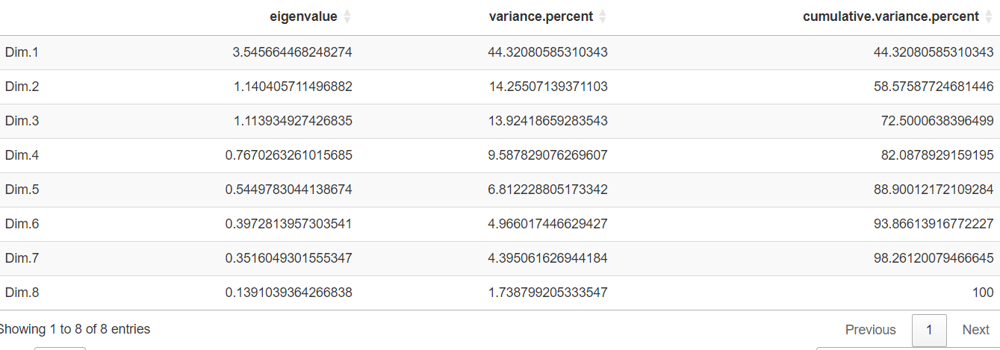 eigenvalue variance.percent cumulative.variance.percent
Dim.1 3.545664468248274 44.32080585310343 44.32080585310343
Dim.2 1.140405711496882 14.25507139371103 58.57587724681446
Dim.3 1.113934927426835 13.92418659283543 72.5000638396499
Dim.4 0.7670263261015685 9.587829076269607 82.0878929159195
Dim.5 0.5449783044138674 6.812228805173342 88.90012172109284
Dim.6 0.3972813957303541 4.966017446629427 93.86613916772227
Dim.7 0.3516049301555347 4.395061626944184 98.26120079466645
Dim.8 0.1391039364266838 1.738799205333547 100
Showing 1 to 8 of 8 entries Previous 1 Next